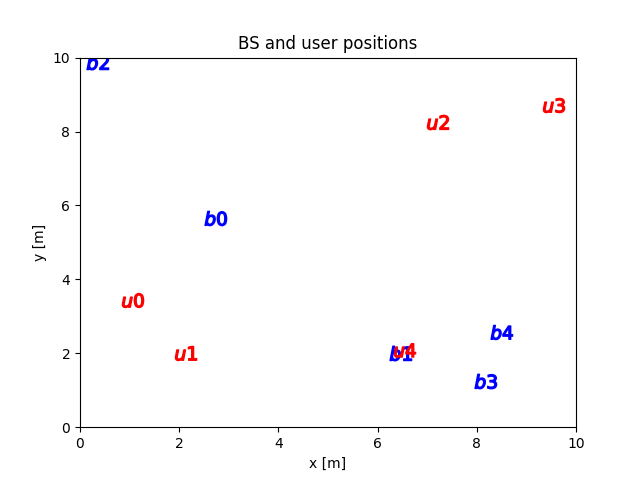 BS and user positions
10
b2
u3
u2
8
6
b0
y [m]
4
u0
b4
u1
b1
u4
2
b3
0
0 2 4 6 8 10
x [m]